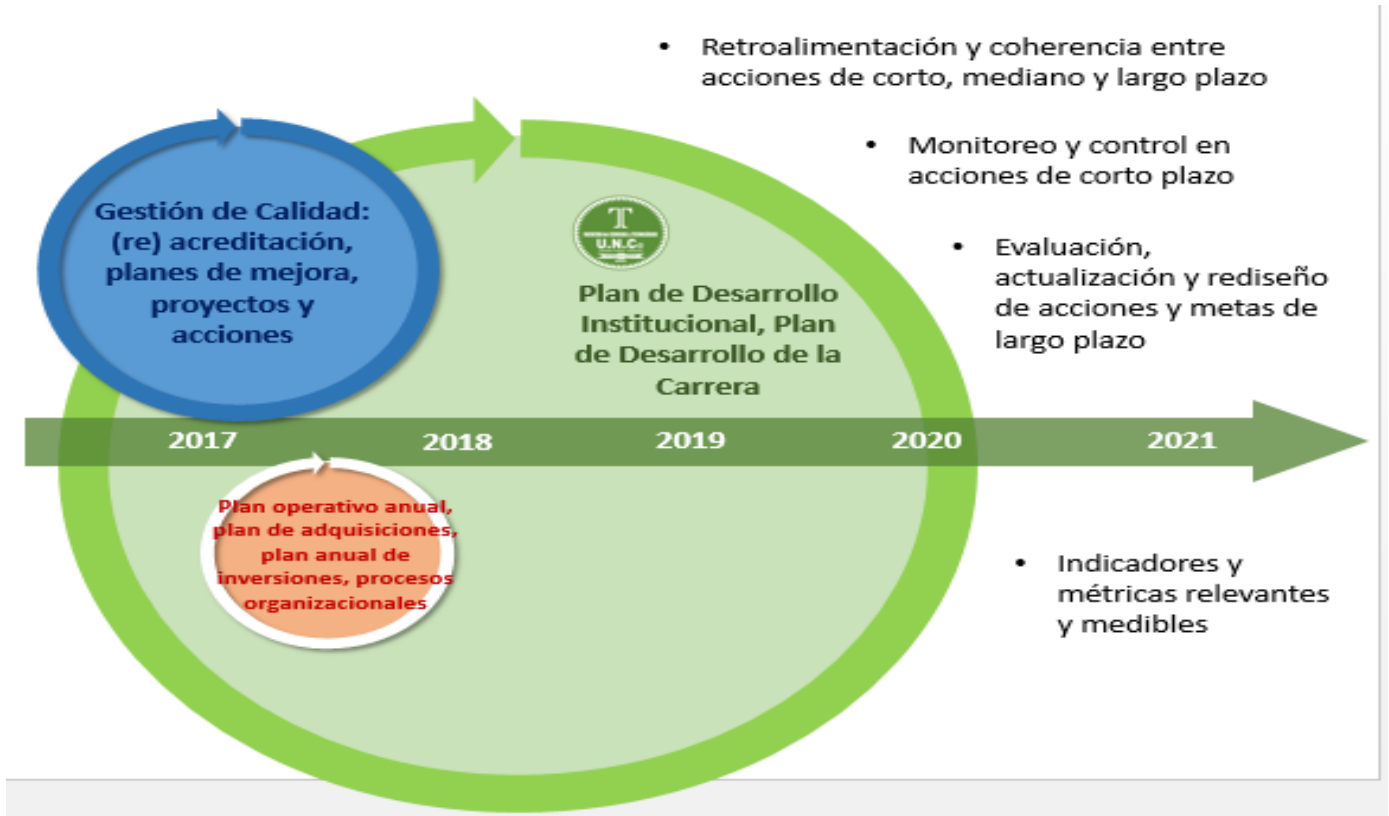 Retroalimentación y coherencia entre
acciones de corto, mediano y largo plazo
Monitoreo y control en
acciones de corto plazo
Evaluación,
actualización y rediseño
de acciones y metas de
largo plazo
Gestión de Calidad:
(re) acreditación,
planes de mejora,
proyectos y
acciones
T
U.N.Co
Plan de Desarrollo
Institucional, Plan
de Desarrollo de la
Carrera
2017 2018 2019 2020 2021
Plan operativo anual,
plan de adquisiciones,
plan anual de
inversiones, procesos
organizacionales
Indicadores y
métricas relevantes
y medibles